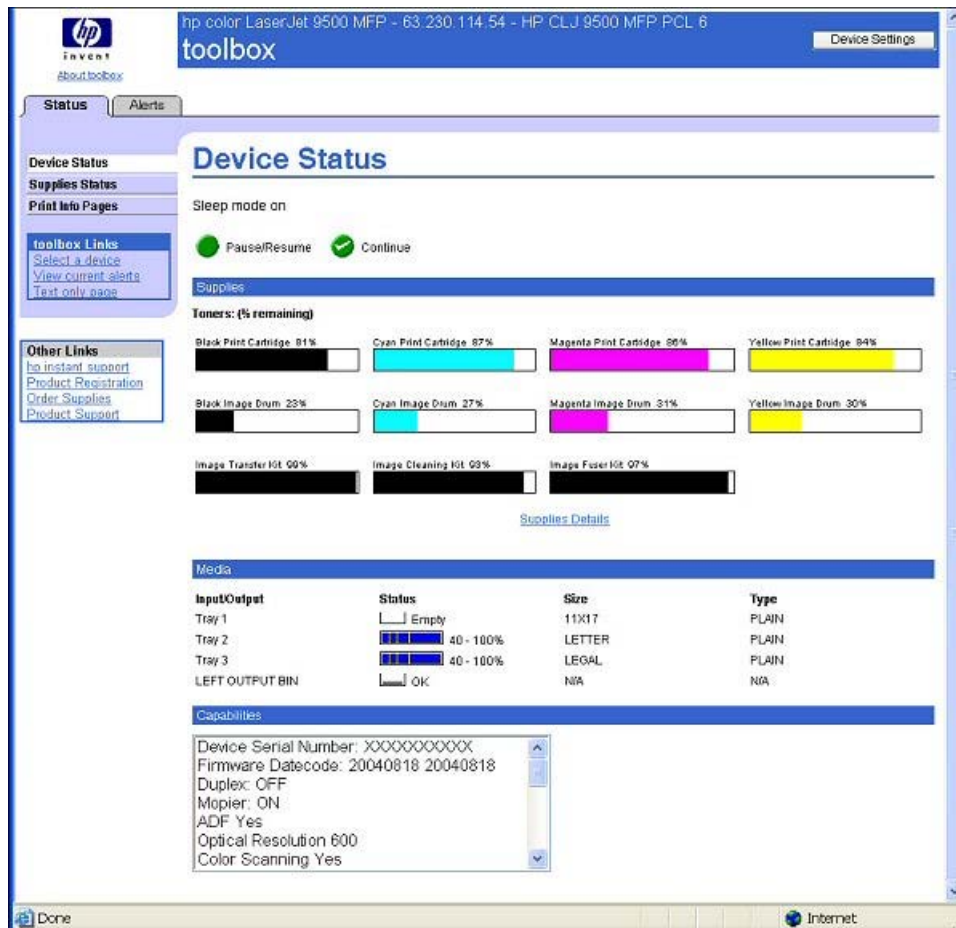 hp
invent
About toolbox
hp color LaserJet 9500 MFP - 63.230.114.54 - HP CLJ 9500 MFP PCL 6
toolbox
Device Settings
Status
Alerts
Device Status
Supplies Status
Print Info Pages
toolbox Links
Select a device
View current alerts
Text only page
Other Links
hp instant support
Product Registration
Order Supplies
Product Support
Device Status
Sleep mode on
Pause/Resume Continue
Supplies
Toners: (% remaining)
Black Print Cartridge 81% Cyan Print Cartridge 87% Magenta Print Cartridge 86% Yellow Print Cartridge 84%
Black Image Drum 23% Cyan Image Drum 27% Magenta Image Drum 31% Yellow Image Drum 30%
Image Transfer Kit 99% Image Cleaning Kit 93% Image Fuser Kit 97%
Supplies Details
Media
Input/Output Status Size Type
Tray 1 Empty 11X17 PLAIN
Tray 2 40 - 100% LETTER PLAIN
Tray 3 40 - 100% LEGAL PLAIN
LEFT OUTPUT BIN OK N/A N/A
Capabilities
Device Serial Number: XXXXXXXXXX
Firmware Datecode: 20040818 20040818
Duplex: OFF
Mopier: ON
ADF Yes
Optical Resolution 600
Color Scanning Yes
Done Internet